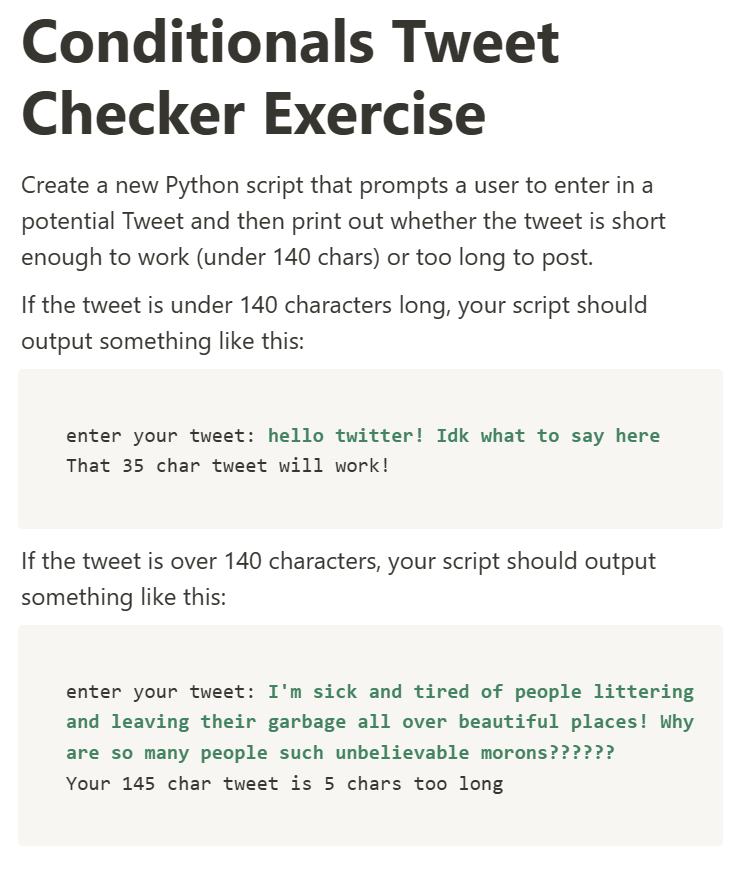 Conditionals Tweet
Checker Exercise
Create a new Python script that prompts a user to enter in a
potential Tweet and then print out whether the tweet is short
enough to work (under 140 chars) or too long to post.
If the tweet is under 140 characters long, your script should
output something like this:
enter your tweet: hello twitter! Idk what to say here
That 35 char tweet will work!
If the tweet is over 140 characters, your script should output
something like this:
enter your tweet: I'm sick and tired of people littering
and leaving their garbage all over beautiful places! Why
are so many people such unbelievable morons??????
Your 145 char tweet is 5 chars too long